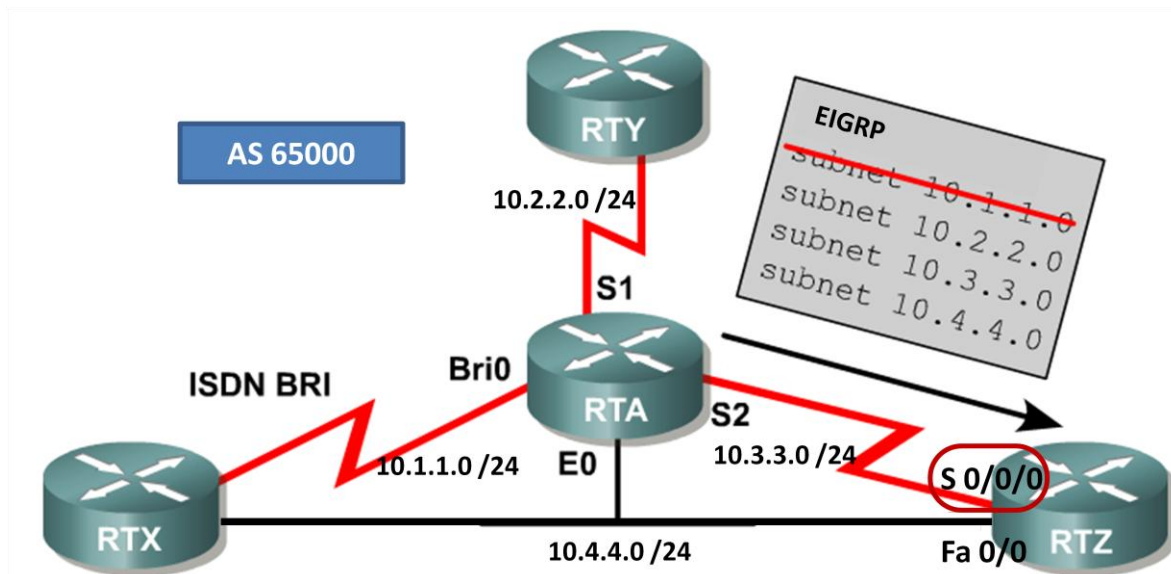 RTY
EIGRP
subnet 10.1.1.0
subnet 10.2.2.0
subnet 10.3.3.0
subnet 10.4.4.0
AS 65000
10.2.2.0 /24
S1
ISDN BRI
Bri0
RTA
S2
10.1.1.0 /24
E0
10.3.3.0 /24
S 0/0/0
RTX
10.4.4.0 /24
Fa 0/0
RTZ